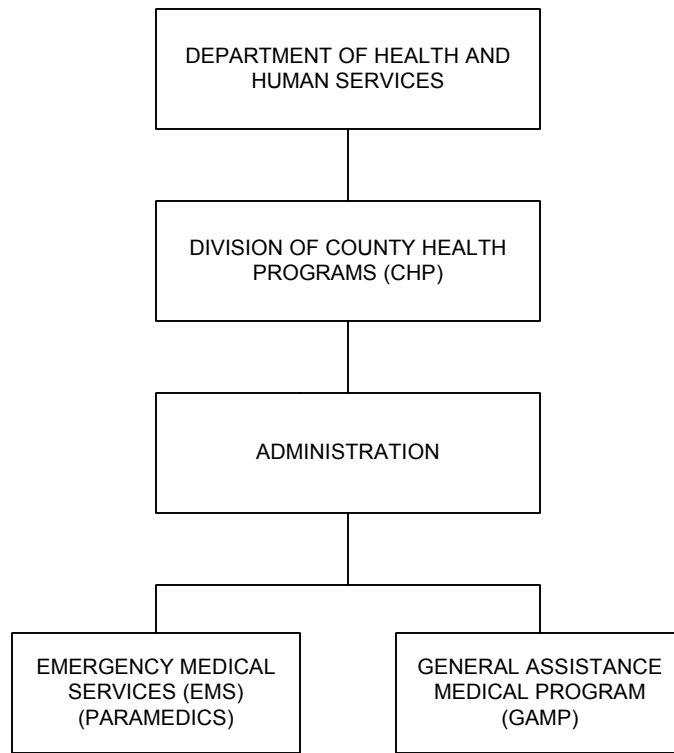 DEPARTMENT OF HEALTH AND
HUMAN SERVICES
DIVISION OF COUNTY HEALTH
PROGRAMS (CHP)
ADMINISTRATION
EMERGENCY MEDICAL
SERVICES (EMS)
(PARAMEDICS)
GENERAL ASSISTANCE
MEDICAL PROGRAM
(GAMP)